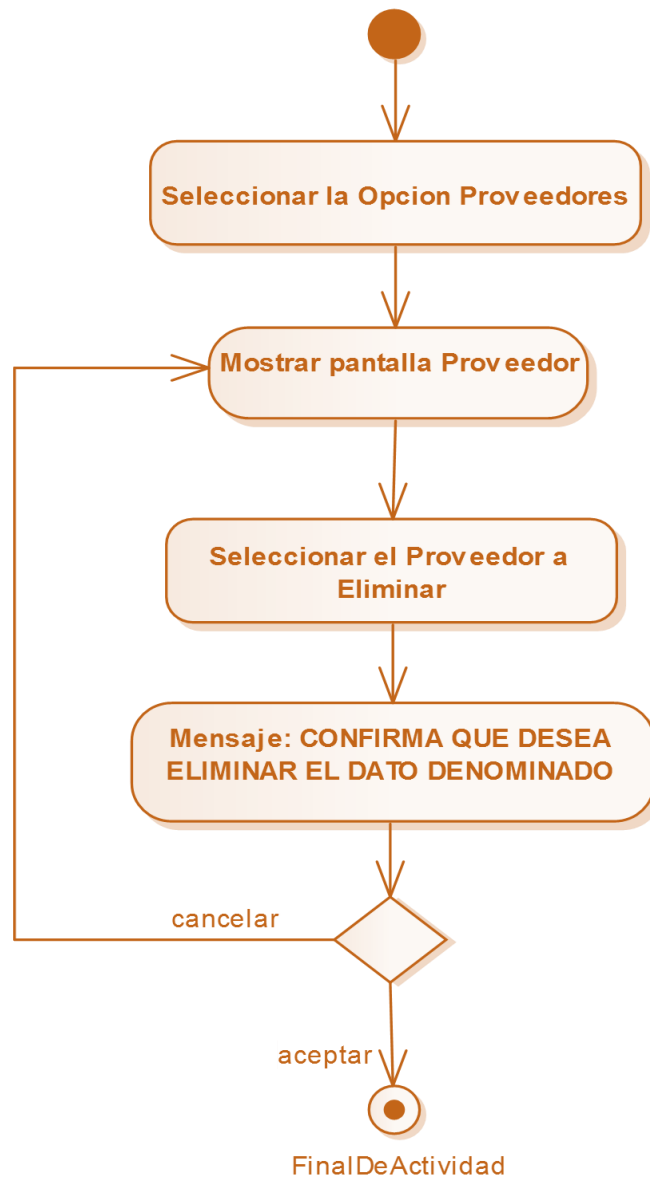 Seleccionar la Opcion Proveedores
Mostrar pantalla Proveedor
Seleccionar el Proveedor a
Eliminar
Mensaje: CONFIRMA QUE DESEA
ELIMINAR EL DATO DENOMINADO
cancelar
aceptar
FinalDeActividad